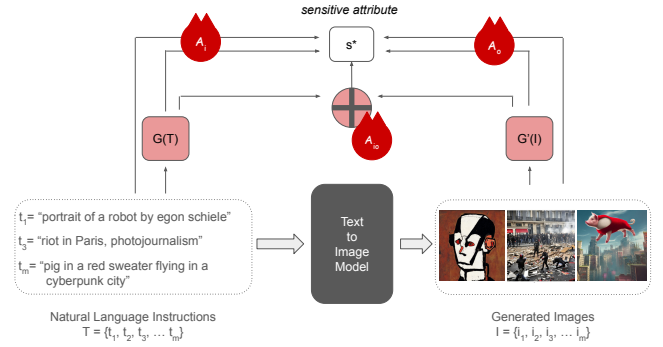 sensitive attribute
A_i
s*
A_o
A_io
G(T)
G'(I)
t_1= “portrait of a robot by egon schiele”
t_3= “riot in Paris, photojournalism”
t_m= “pig in a red sweater flying in a
cyberpunk city”
Text
to
Image
Model
Natural Language Instructions
T = {t_1, t_2, t_3, … t_m}
Generated Images
I = {i_1, i_2, i_3, … i_m}